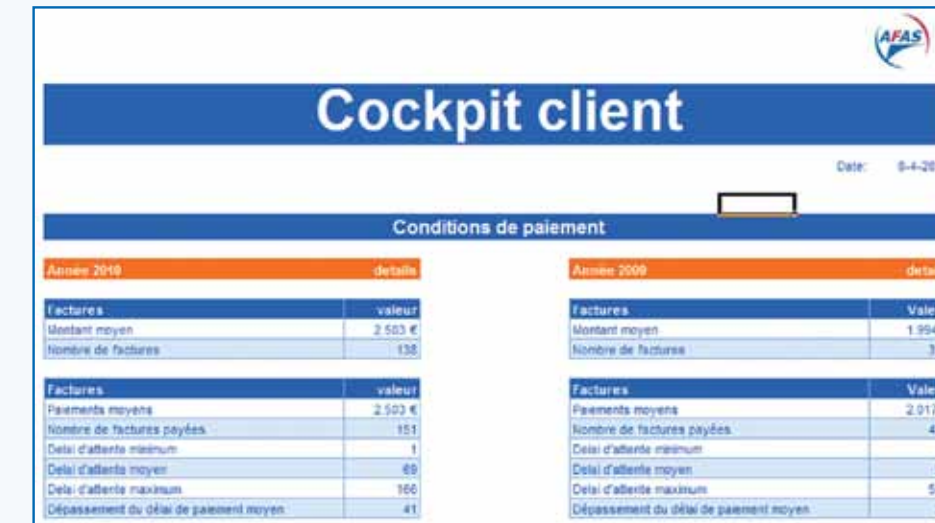 AFAS
Cockpit client
Date:
Conditions de paiement
Année 2010 details
Factures valeur
Montant moyen 2.503 €
Nombre de factures 138
Factures valeur
Paiements moyens 2.503 €
Nombre de factures payées 151
Delai d'attente minimum 1
Delai d'attente moyen 69
Delai d'attente maximum 166
Dépassement du délai de paiement moyen 41
Année 2009
Factures
Montant moyen
Nombre de factures
Factures
Paiements moyens
Nombre de factures payées
Delai d'attente minimum
Delai d'attente moyen
Delai d'attente maximum
Dépassement du délai de paiement moyen